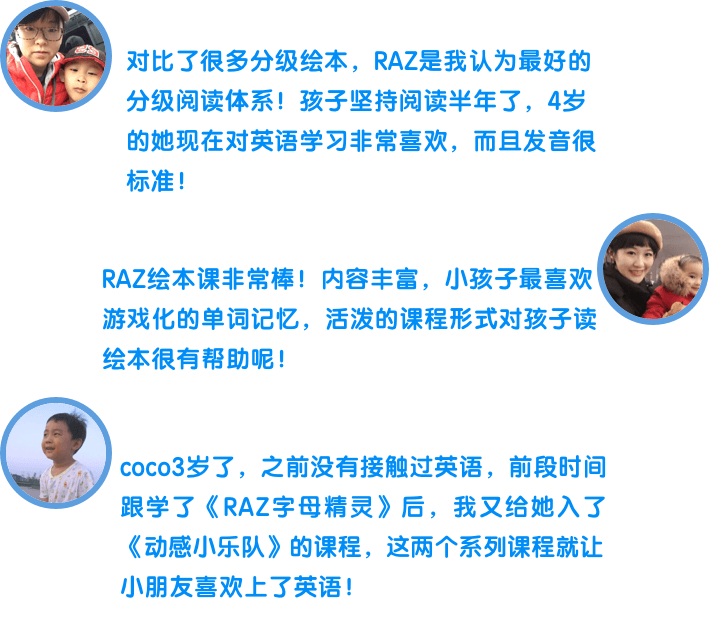 对比了很多分级绘本，RAZ是我认为最好的
分级阅读体系！孩子坚持阅读半年了，4岁
的她现在对英语学习非常喜欢，而且发音很
标准！
RAZ绘本课非常棒！内容丰富，小孩子最喜欢
游戏化的单词记忆，活泼的课程形式对孩子读
绘本很有帮助呢！
coco3岁了，之前没有接触过英语，前段时间
跟学了《RAZ字母精灵》后，我又给她入了
《动感小乐队》的课程，这两个系列课程就让
小朋友喜欢上了英语！